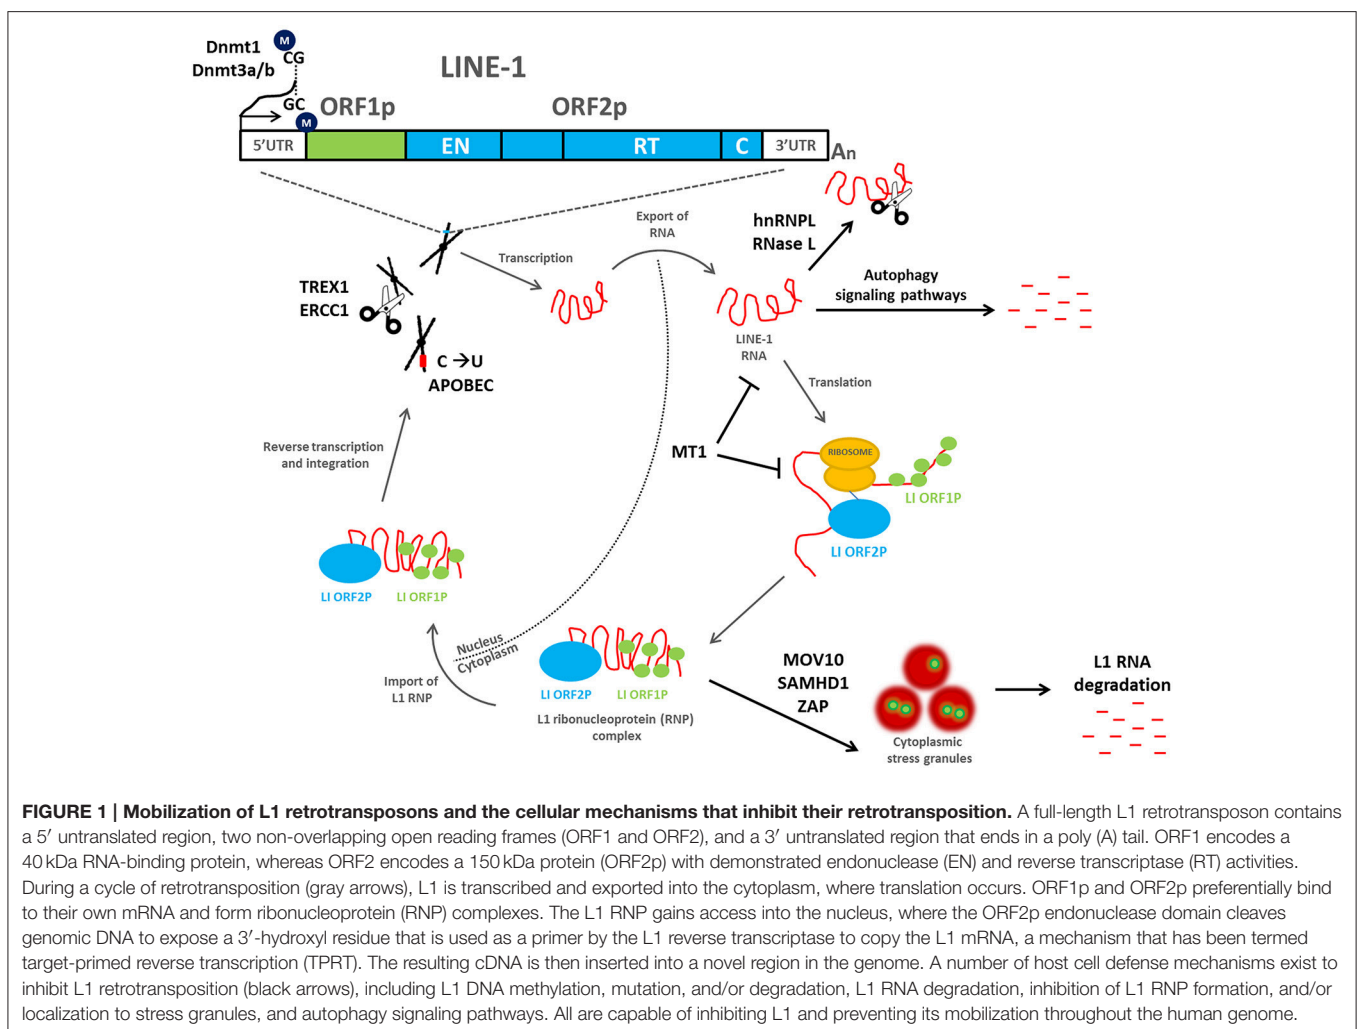 Dnmt1
Dnmt3a/b
M
CG
GC
M
LINE-1
ORF1p
ORF2p
5'UTR
EN
RT
C
3'UTR
An
hnRNPL
RNase L
Export of
RNA
Transcription
TREX1
ERCC1
Autophagy
signaling pathways
LINE-1
RNA
C →U
APOBEC
Translation
Reverse transcription
and integration
MT1
RIBOSOME
LI ORF1P
LI ORF2P
LI ORF2P
LI ORF1P
Nucleus
Cytoplasm
Import of
L1 RNP
LI ORF2P
LI ORF1P
L1 ribonucleoprotein (RNP)
complex
MOV10
SAMHD1
ZAP
Cytoplasmic
stress granules
L1 RNA
degradation
FIGURE 1 | Mobilization of L1 retrotransposons and the cellular mechanisms that inhibit their retrotransposition. A full-length L1 retrotransposon contains
a 5′ untranslated region, two non-overlapping open reading frames (ORF1 and ORF2), and a 3′ untranslated region that ends in a poly (A) tail. ORF1 encodes a
40 kDa RNA-binding protein, whereas ORF2 encodes a 150 kDa protein (ORF2p) with demonstrated endonuclease (EN) and reverse transcriptase (RT) activities.
During a cycle of retrotransposition (gray arrows), L1 is transcribed and exported into the cytoplasm, where translation occurs. ORF1p and ORF2p preferentially bind
to their own mRNA and form ribonucleoprotein (RNP) complexes. The L1 RNP gains access into the nucleus, where the ORF2p endonuclease domain cleaves
genomic DNA to expose a 3′-hydroxyl residue that is used as a primer by the L1 reverse transcriptase to copy the L1 mRNA, a mechanism that has been termed
target-primed reverse transcription (TPRT). The resulting cDNA is then inserted into a novel region in the genome. A number of host cell defense mechanisms exist to
inhibit L1 retrotransposition (black arrows), including L1 DNA methylation, mutation, and/or degradation, L1 RNA degradation, inhibition of L1 RNP formation, and/or
localization to stress granules, and autophagy signaling pathways. All are capable of inhibiting L1 and preventing its mobilization throughout the human genome.